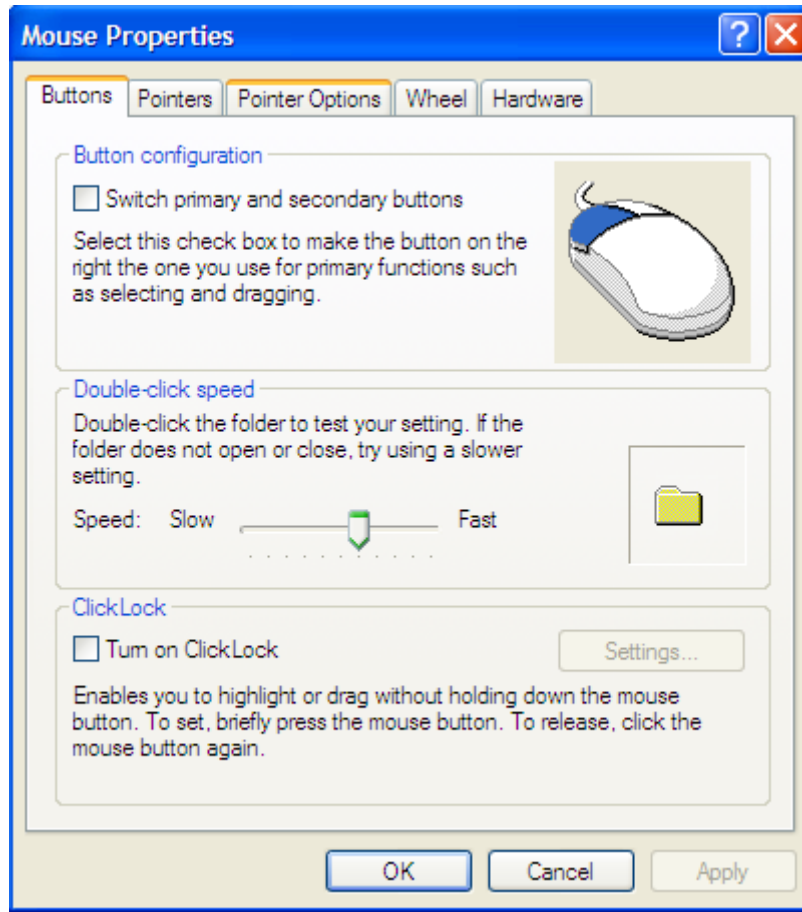 Mouse Properties
Buttons Pointers Pointer Options Wheel Hardware
Button configuration
Switch primary and secondary buttons
Select this check box to make the button on the
right the one you use for primary functions such
as selecting and dragging.
Double-click speed
Double-click the folder to test your setting. If the
folder does not open or close, try using a slower
setting.
Speed: Slow Fast
ClickLock
Turn on ClickLock
Settings...
Enables you to highlight or drag without holding down the mouse
button. To set, briefly press the mouse button. To release, click the
mouse button again.
OK Cancel Apply